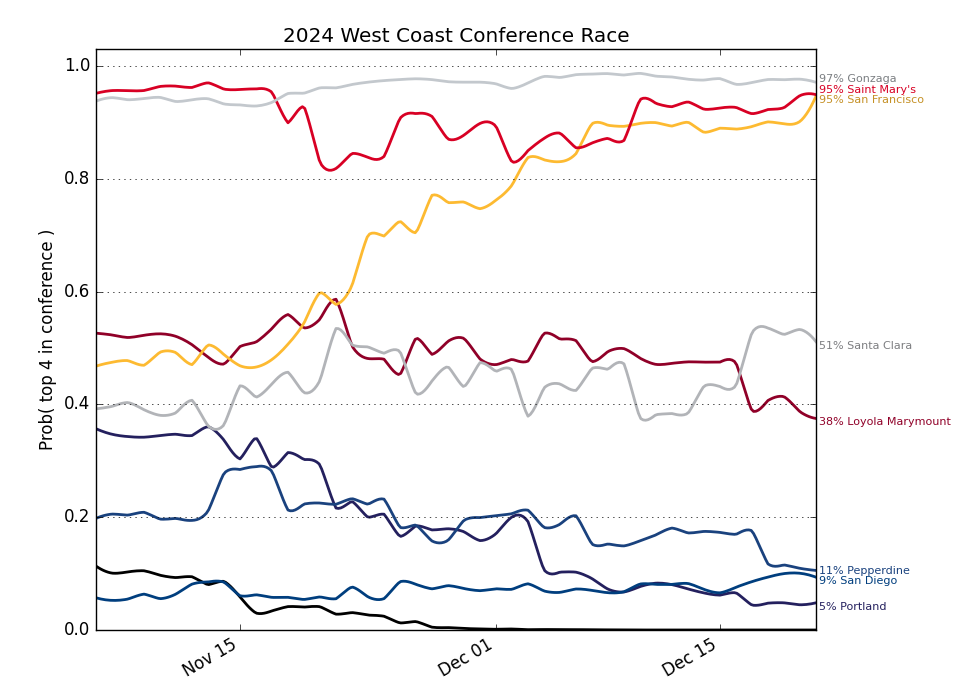 2024 West Coast Conference Race
Prob( top 4 in conference )
1.0
0.8
0.6
0.4
0.2
0.0
Nov 15
Dec 01
Dec 15
97% Gonzaga
95% Saint Mary's
95% San Francisco
51% Santa Clara
38% Loyola Marymount
11% Pepperdine
9% San Diego
5% Portland